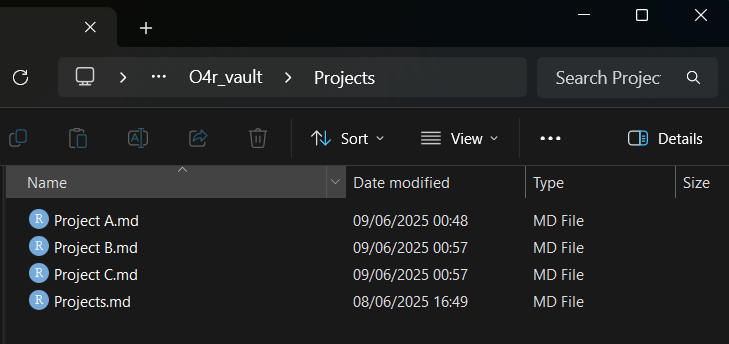 O4r_vault Projects Search Projec
Sort View Details
Name Date modified Type Size
R Project A.md 09/06/2025 00:48 MD File
R Project B.md 09/06/2025 00:57 MD File
R Project C.md 09/06/2025 00:57 MD File
R Projects.md 08/06/2025 16:49 MD File